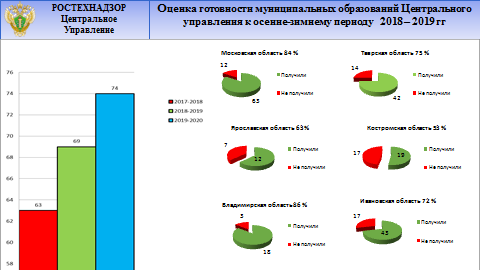 РОСТЕХНАДЗОР
Центральное
Управление
Оценка готовности муниципальных образований Центрального
управления к осенне-зимнему периоду 2018 – 2019 гг
76
74
72
70
68
66
64
62
60
58
63
69
74
2017-2018
2018-2019
2019-2020
Московская область 84 %
12
63
Получили
Не получили
Тверская область 75 %
14
42
Получили
Не получили
Ярославская область 63%
7
12
Получили
Не получили
Костромская область 53 %
17
19
Получили
Не получили
Владимирская область 86 %
3
18
Получили
Не получили
Ивановская область 72 %
17
43
Получили
Не получили